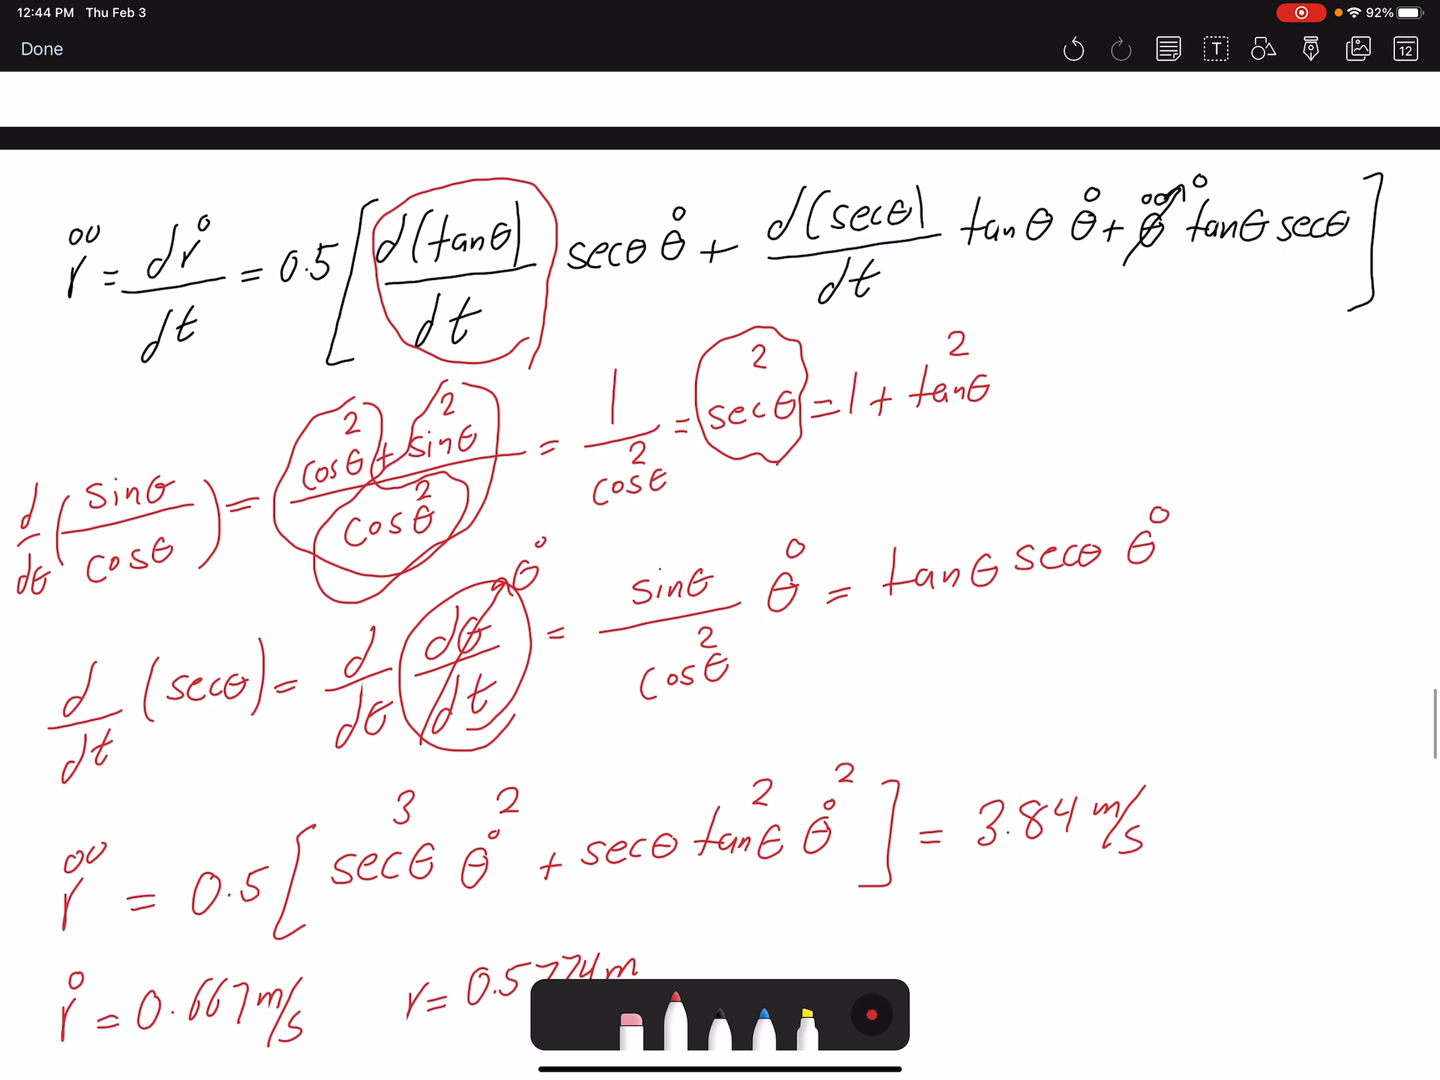 12:44 PM Thu Feb 3 92%
Done T 12
r̈ = dṙ/dt = 0.5 [ d(tanθ)/dt secθ θ̇ + d(secθ)/dt tanθ θ̇ + θ̈ 0 tanθ secθ ]
d/dθ (sinθ/cosθ) = (cos²θ + sin²θ)/cos²θ = 1/cos²θ = sec²θ = 1 + tan²θ
d/dt (secθ) = d/dθ dθ/dt θ̇ = sinθ/cos²θ θ̇ = tanθ secθ θ̇
r̈ = 0.5 [ sec³θ θ̇² + secθ tan²θ θ̇² ] = 3.84 m/s
ṙ = 0.667 m/s r = 0.5774 m